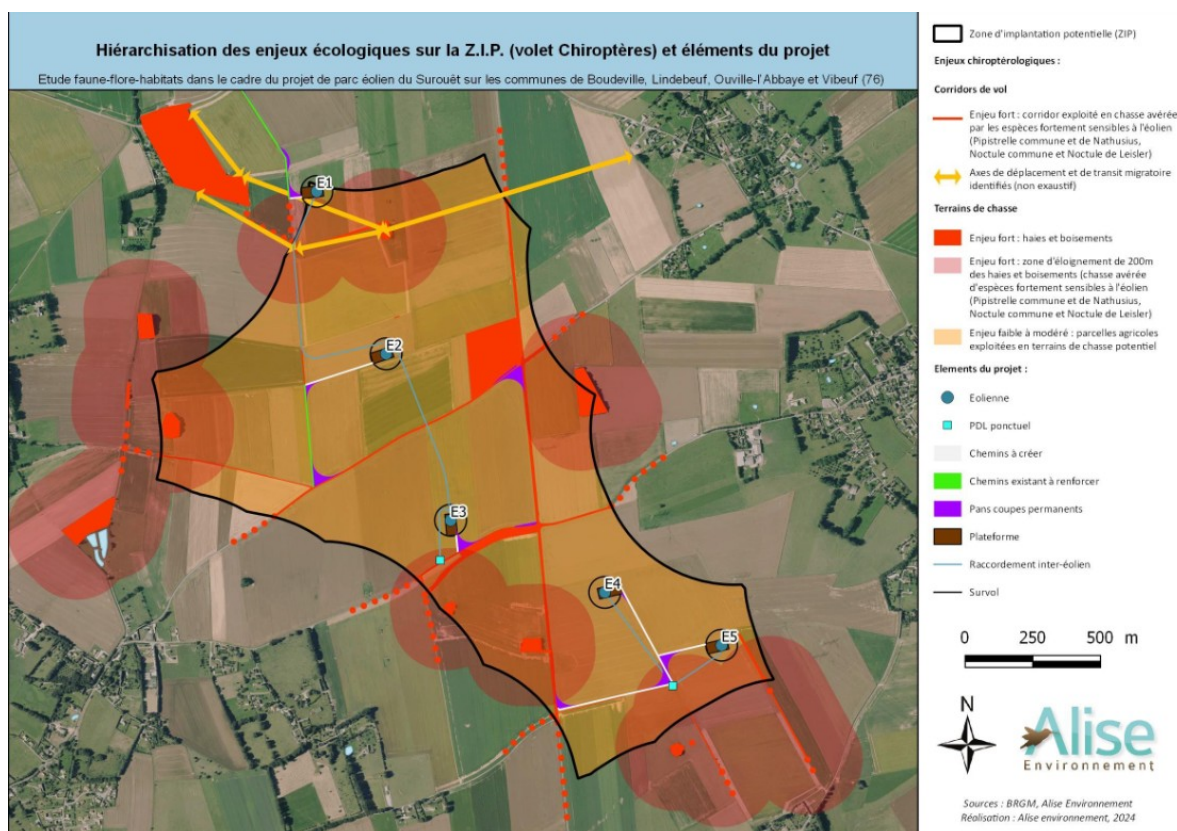 Hiérarchisation des enjeux écologiques sur la Z.I.P. (volet Chiroptères) et éléments du projet
Etude faune-flore-habitats dans le cadre du projet de parc éolien du Surouêt sur les communes de Boudeville, Lindebeuf, Ouville-l'Abbaye et Vibeuf (76)
E1
E2
E3
E4
E5
Zone d'implantation potentielle (ZIP)
Enjeux chiroptérologiques :
Corridors de vol
Enjeu fort : corridor exploité en chasse avérée
par les espèces fortement sensibles à l'éolien
(Pipistrelle commune et de Nathusius,
Noctule commune et Noctule de Leisler)
Axes de déplacement et de transit migratoire
identifiés (non exaustif)
Terrains de chasse
Enjeu fort : haies et boisements
Enjeu fort : zone d'éloignement de 200m
des haies et boisements (chasse avérée
d'espèces fortement sensibles à l'éolien
(Pipistrelle commune et de Nathusius,
Noctule commune et Noctule de Leisler)
Enjeu faible à modéré : parcelles agricoles
exploitées en terrains de chasse potentiel
Elements du projet :
Eolienne
PDL ponctuel
Chemins à créer
Chemins existant à renforcer
Pans coupes permanents
Plateforme
Raccordement inter-éolien
Survol
0 250 500 m
N
Alise
Environnement
Sources : BRGM, Alise Environnement
Réalisation : Alise environnement, 2024